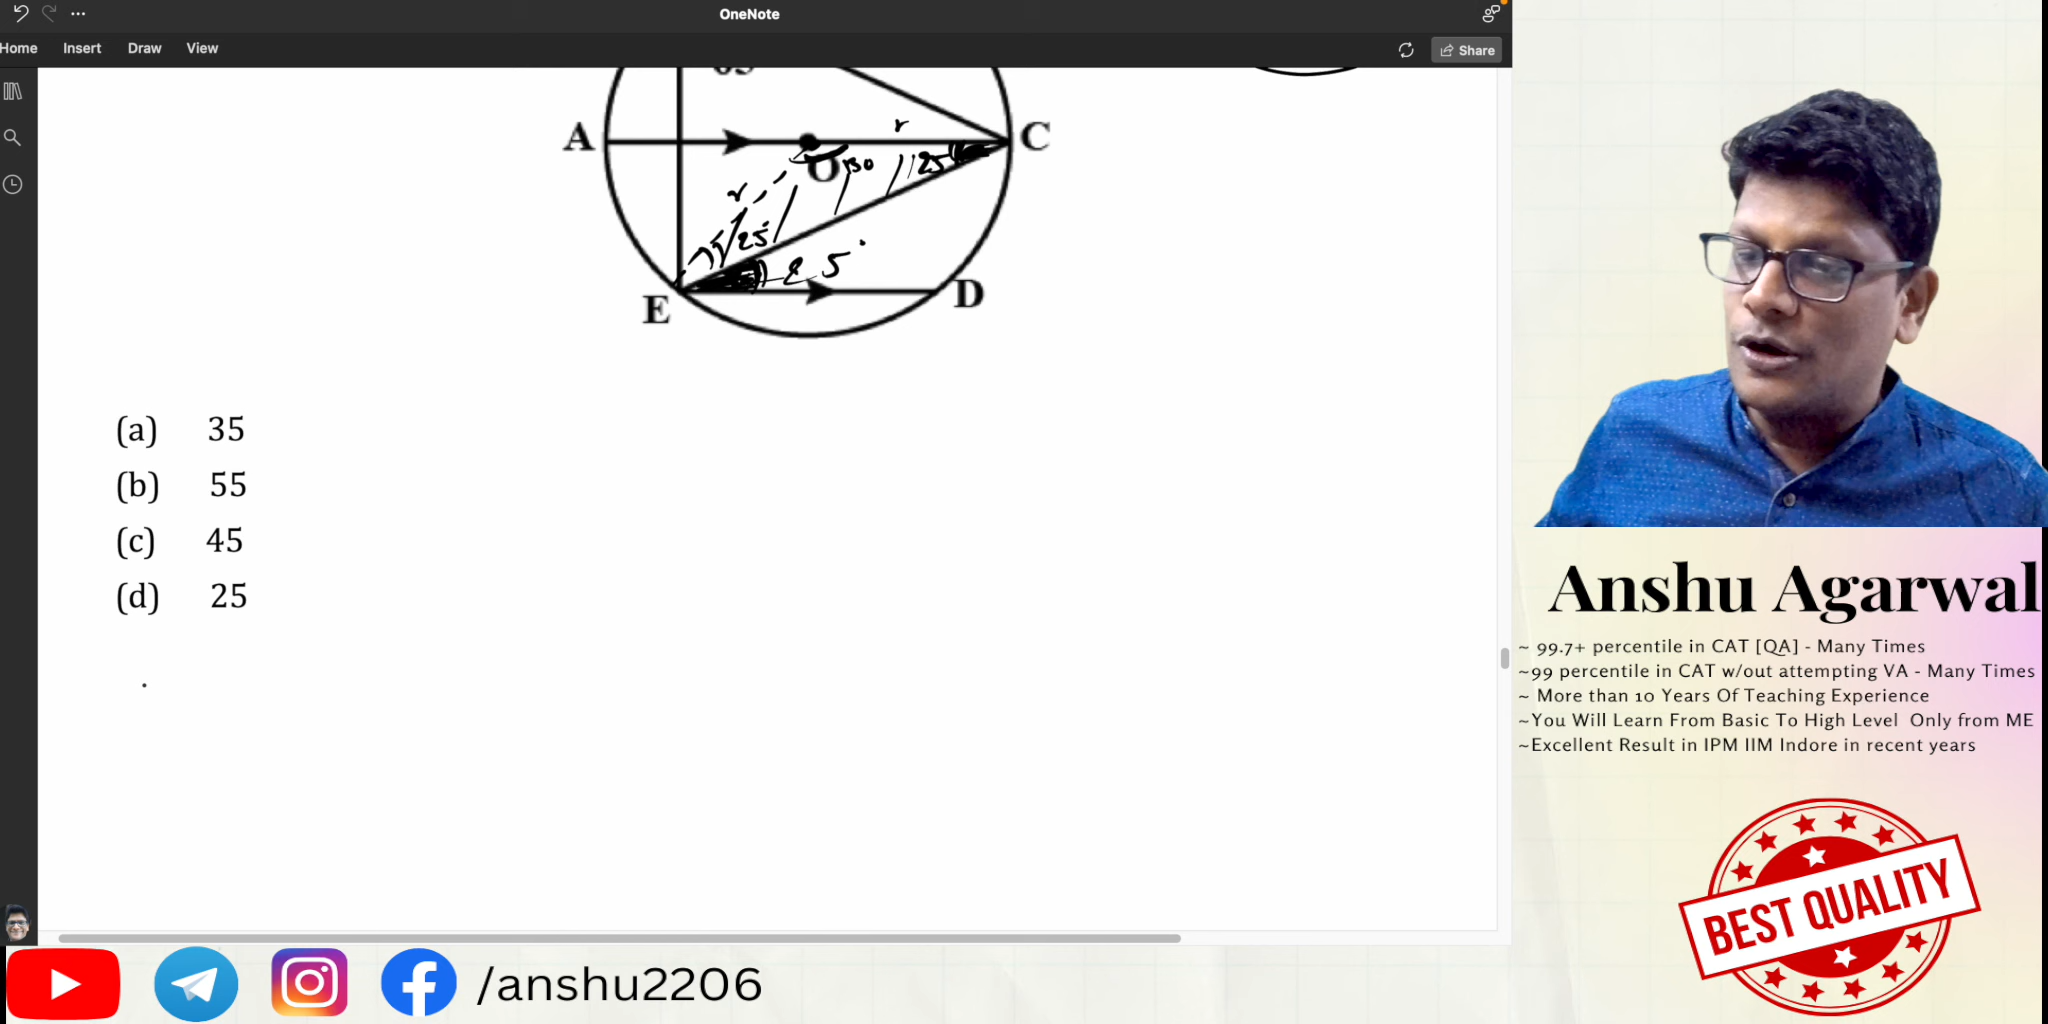 OneNote
Home Insert Draw View
Share
65
A
r
C
O
130
25
r
25
25°
E
D
(a) 35
(b) 55
(c) 45
(d) 25
Anshu Agarwal
~ 99.7+ percentile in CAT [QA] - Many Times
~99 percentile in CAT w/out attempting VA - Many Times
~ More than 10 Years Of Teaching Experience
~You Will Learn From Basic To High Level Only from ME
~Excellent Result in IPM IIM Indore in recent years
BEST QUALITY
/anshu2206